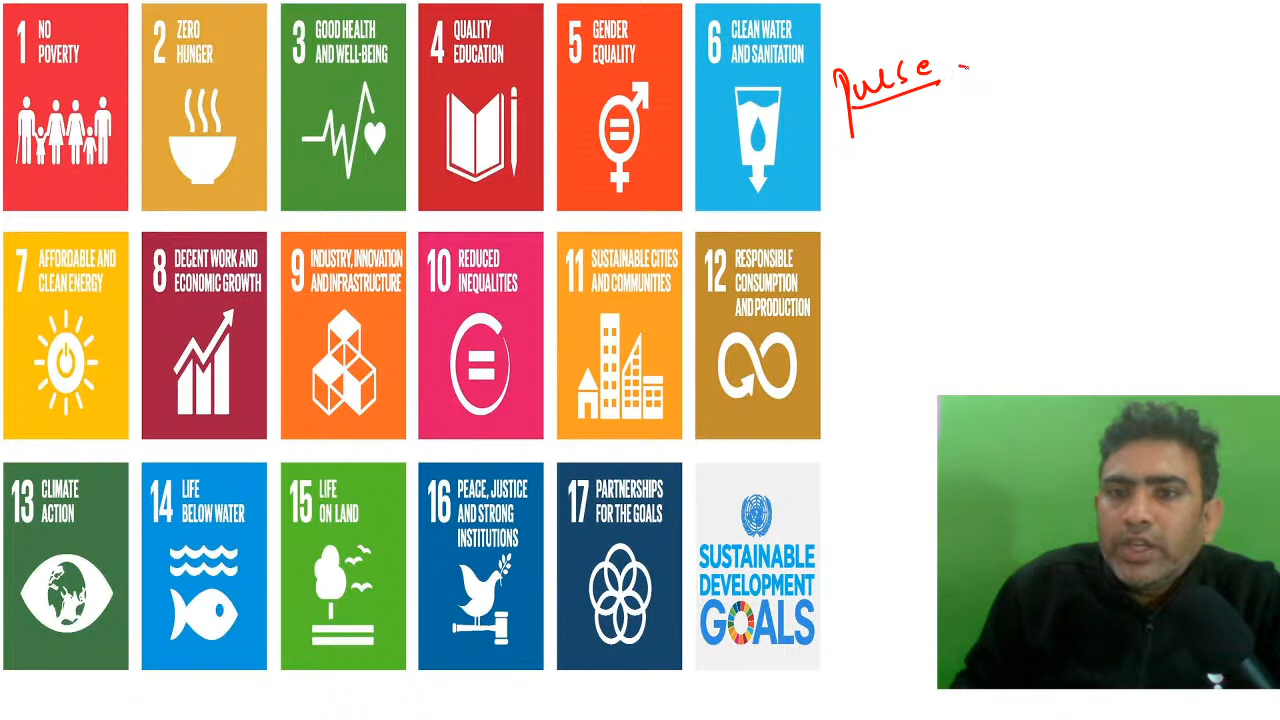 1 NO
POVERTY
2 ZERO
HUNGER
3 GOOD HEALTH
AND WELL-BEING
4 QUALITY
EDUCATION
5 GENDER
EQUALITY
6 CLEAN WATER
AND SANITATION
Pulse -
7 AFFORDABLE AND
CLEAN ENERGY
8 DECENT WORK AND
ECONOMIC GROWTH
9 INDUSTRY, INNOVATION
AND INFRASTRUCTURE
10 REDUCED
INEQUALITIES
11 SUSTAINABLE CITIES
AND COMMUNITIES
12 RESPONSIBLE
CONSUMPTION
AND PRODUCTION
13 CLIMATE
ACTION
14 LIFE
BELOW WATER
15 LIFE
ON LAND
16 PEACE, JUSTICE
AND STRONG
INSTITUTIONS
17 PARTNERSHIPS
FOR THE GOALS
SUSTAINABLE
DEVELOPMENT
GOALS